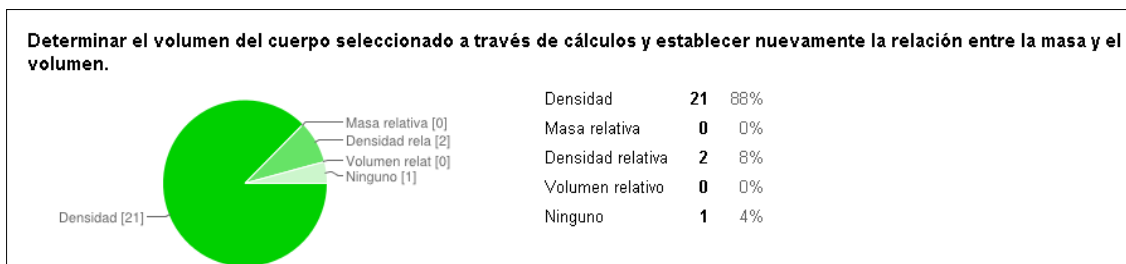 Determinar el volumen del cuerpo seleccionado a través de cálculos y establecer nuevamente la relación entre la masa y el
volumen.
Masa relativa [0]
Densidad rela [2]
Volumen relat [0]
Ninguno [1]
Densidad [21]
Densidad 21 88%
Masa relativa 0 0%
Densidad relativa 2 8%
Volumen relativo 0 0%
Ninguno 1 4%